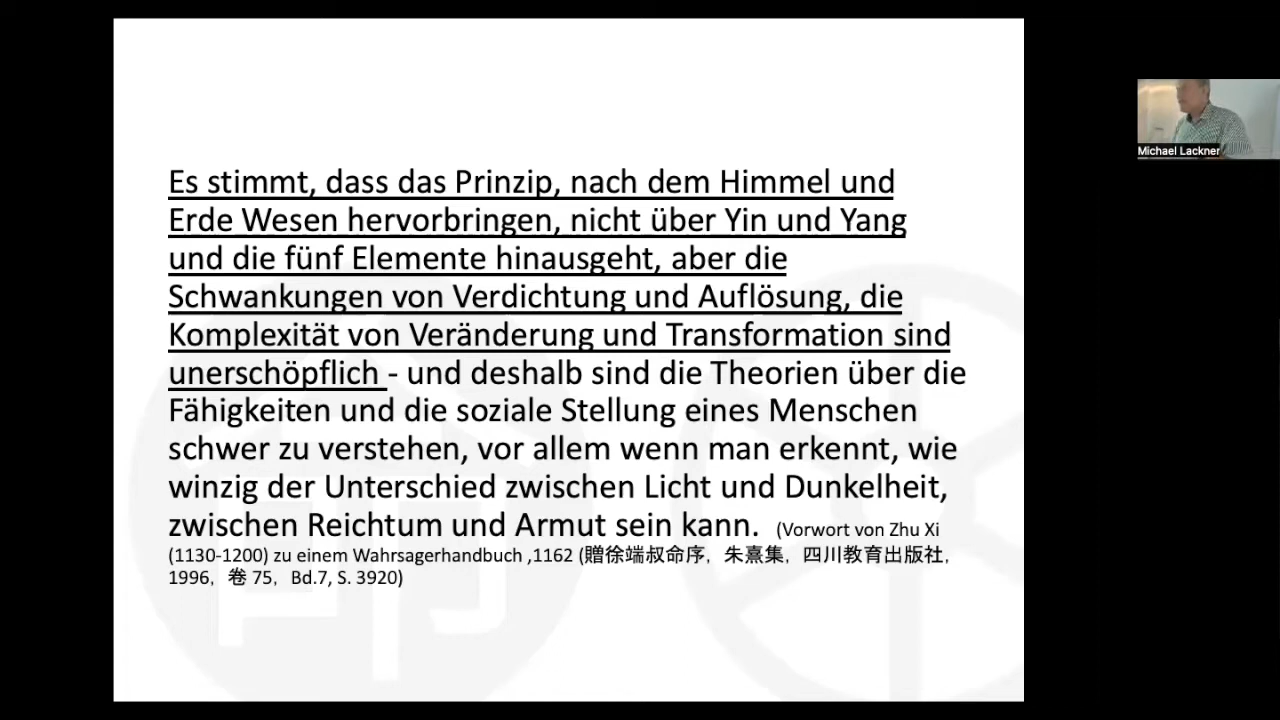 Es stimmt, dass das Prinzip, nach dem Himmel und
Erde Wesen hervorbringen, nicht über Yin und Yang
und die fünf Elemente hinausgeht, aber die
Schwankungen von Verdichtung und Auflösung, die
Komplexität von Veränderung und Transformation sind
unerschöpflich - und deshalb sind die Theorien über die
Fähigkeiten und die soziale Stellung eines Menschen
schwer zu verstehen, vor allem wenn man erkennt, wie
winzig der Unterschied zwischen Licht und Dunkelheit,
zwischen Reichtum und Armut sein kann. (Vorwort von Zhu Xi
(1130-1200) zu einem Wahrsagerhandbuch ,1162 (贈徐端叔命序，朱熹集，四川教育出版社，
1996，卷 75，Bd.7, S. 3920)
Michael Lackner